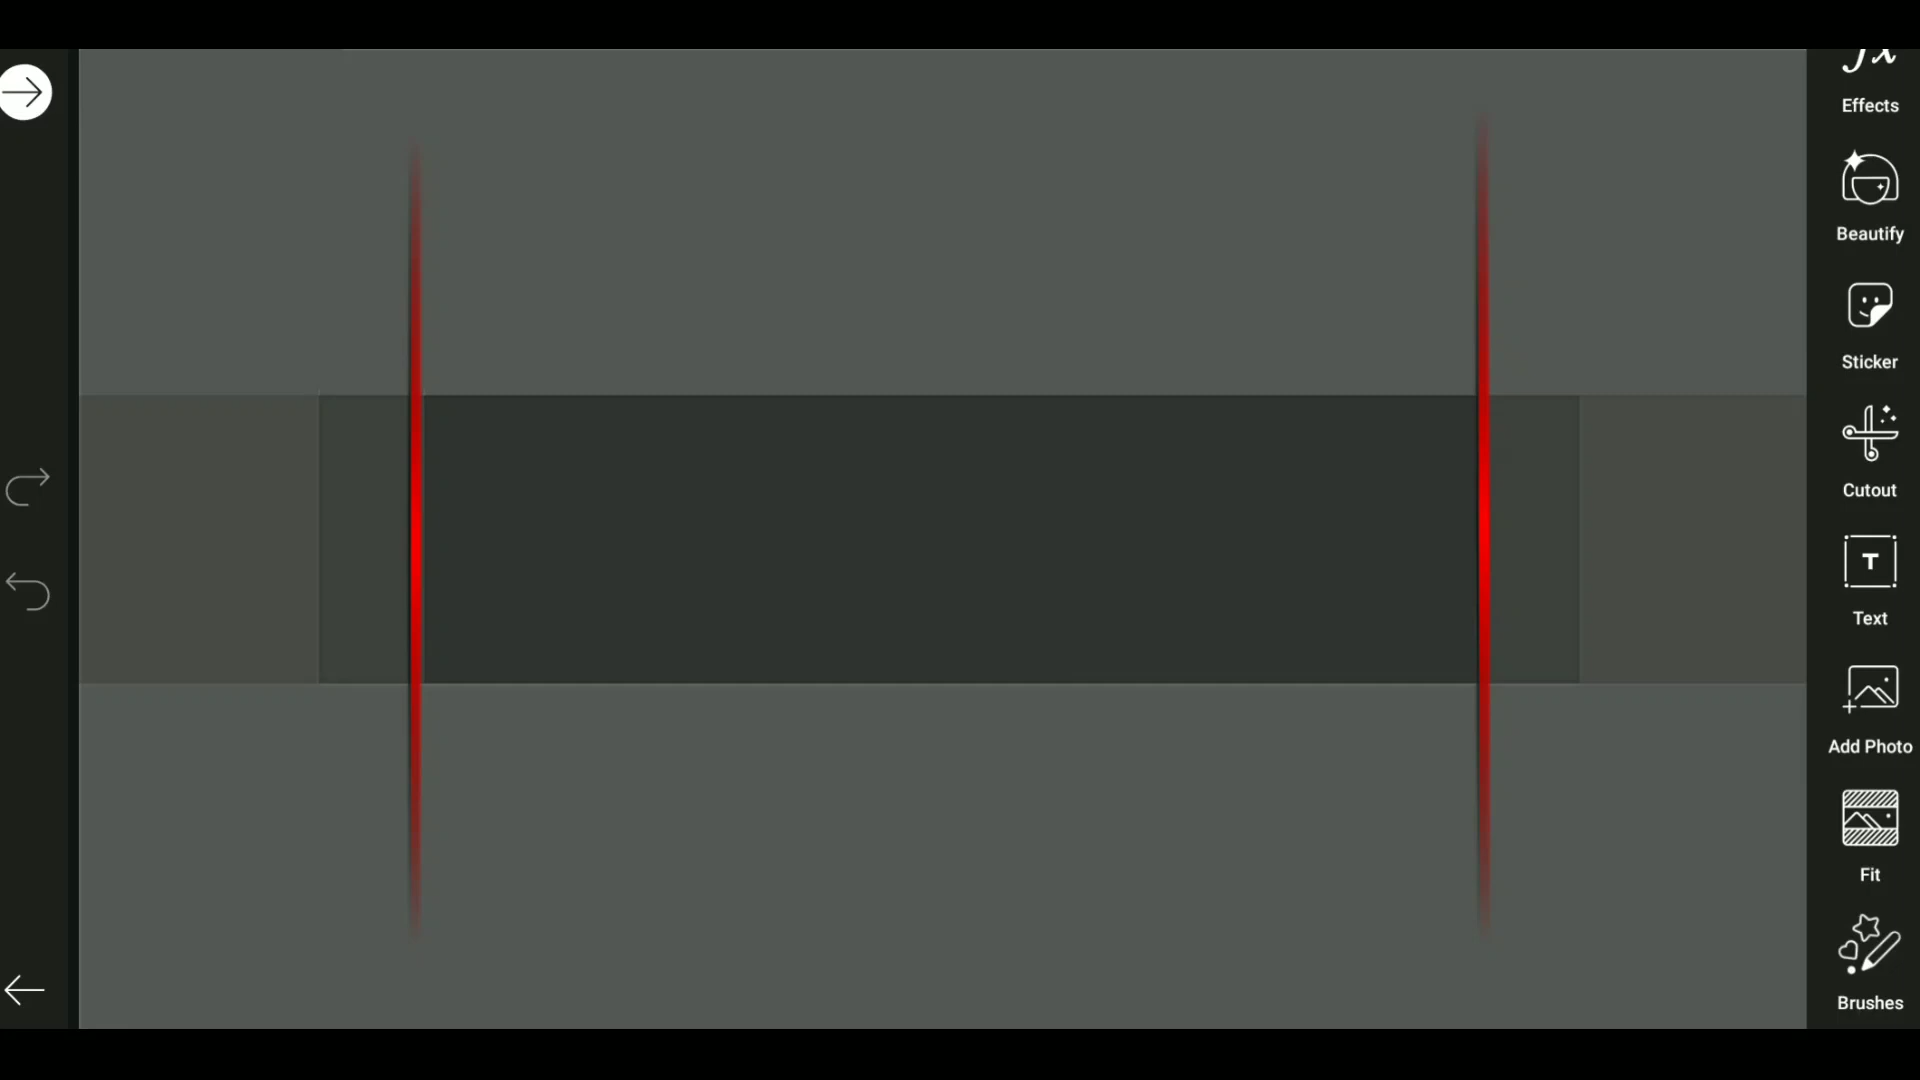 Effects
Beautify
Sticker
Cutout
Text
Add Photo
Fit
Brushes